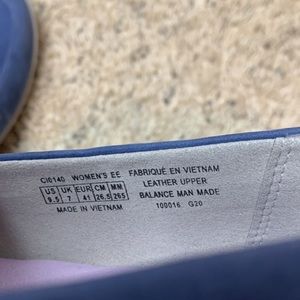 CI0140 WOMEN'S EE FABRIQUÉ EN VIETNAM
US UK EUR CM MM LEATHER UPPER
9.5 7 41 26.5 265 BALANCE MAN MADE
MADE IN VIETNAM 100016 G20